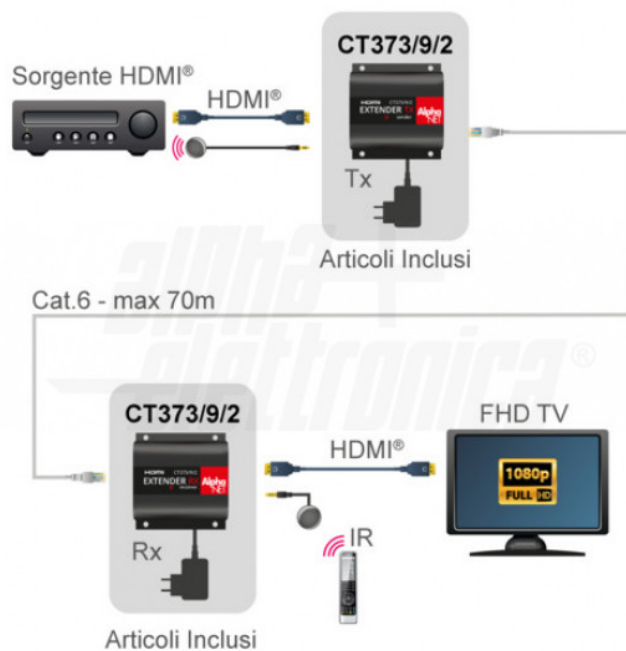 CT373/9/2
Sorgente HDMI®
HDMI®
HDMI
EXTENDER TX
Alpha
NET
Tx
Articoli Inclusi
Cat.6 - max 70m
alpha
elettronica®
CT373/9/2
FHD TV
HDMI®
HDMI
EXTENDER RX
Alpha
NET
1080p
FULL HD
Rx
IR
Articoli Inclusi